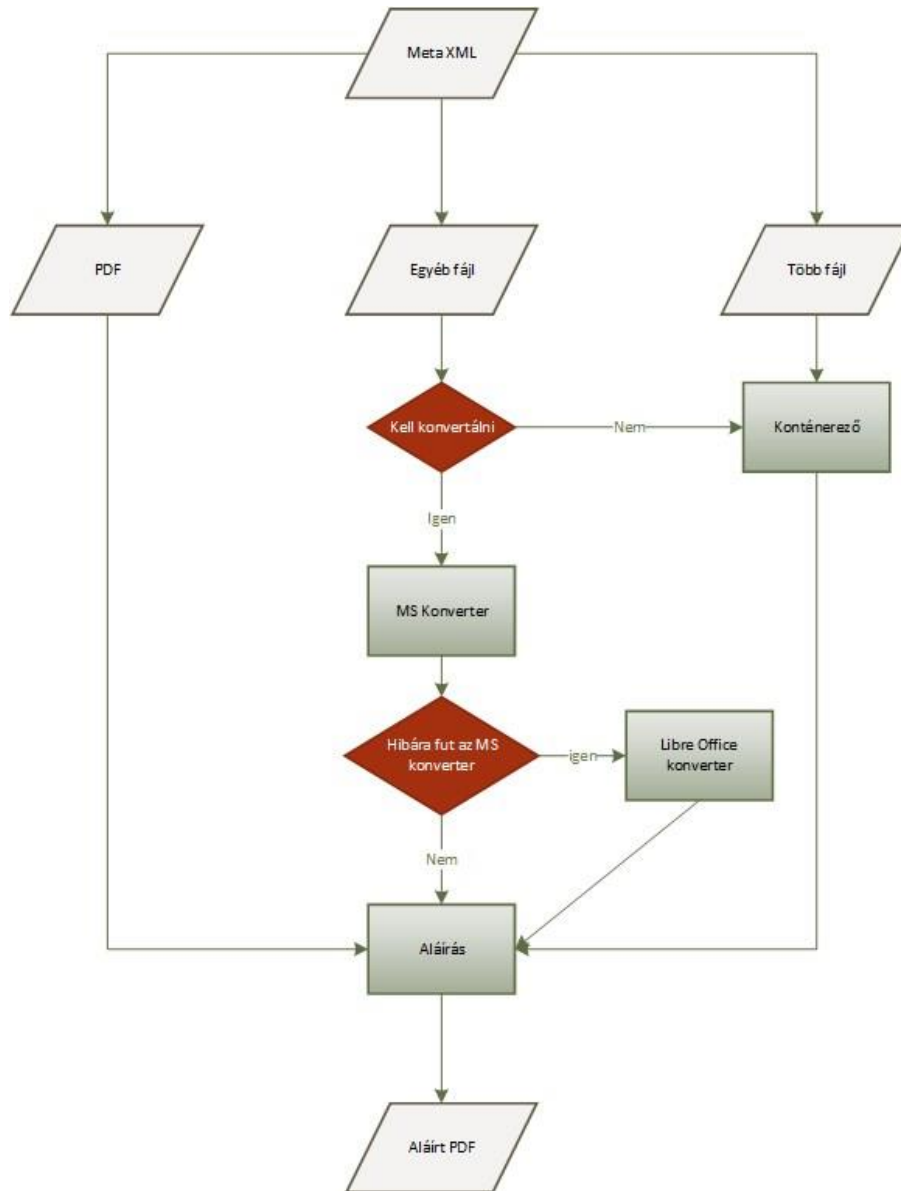 Meta XML
PDF
Egyéb fájl
Több fájl
Kell konvertálni
Nem
Konténerező
Igen
MS Konverter
Hibára fut az MS
konverter
igen
Libre Office
konverter
Nem
Aláírás
Aláírt PDF